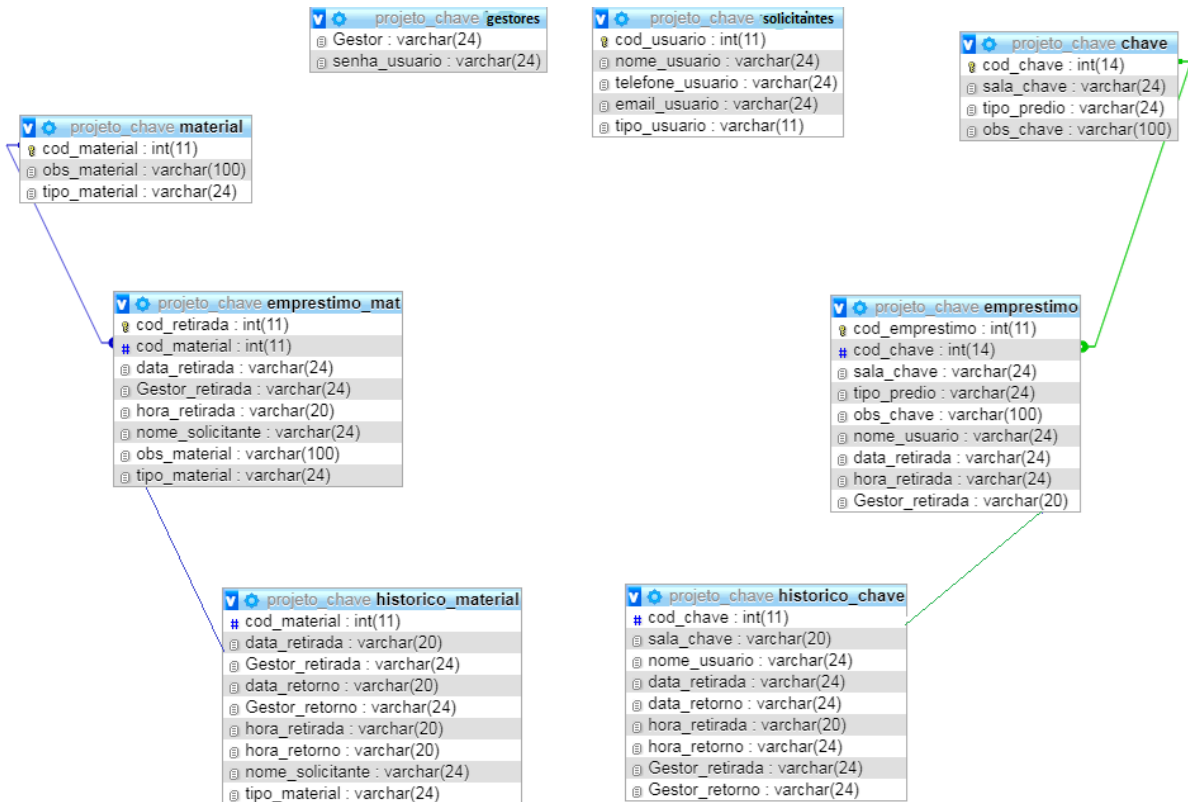 projeto_chave gestores
Gestor : varchar(24)
senha_usuario : varchar(24)
projeto_chave solicitantes
cod_usuario : int(11)
nome_usuario : varchar(24)
telefone_usuario : varchar(24)
email_usuario : varchar(24)
tipo_usuario : varchar(11)
projeto_chave chave
cod_chave : int(14)
sala_chave : varchar(24)
tipo_predio : varchar(24)
obs_chave : varchar(100)
projeto_chave material
cod_material : int(11)
obs_material : varchar(100)
tipo_material : varchar(24)
projeto_chave emprestimo_mat
cod_retirada : int(11)
# cod_material : int(11)
data_retirada : varchar(24)
Gestor_retirada : varchar(24)
hora_retirada : varchar(20)
nome_solicitante : varchar(24)
obs_material : varchar(100)
tipo_material : varchar(24)
projeto_chave emprestimo
cod_emprestimo : int(11)
# cod_chave : int(14)
sala_chave : varchar(24)
tipo_predio : varchar(24)
obs_chave : varchar(100)
nome_usuario : varchar(24)
data_retirada : varchar(24)
hora_retirada : varchar(24)
Gestor_retirada : varchar(20)
projeto_chave historico_material
# cod_material : int(11)
data_retirada : varchar(20)
Gestor_retirada : varchar(24)
data_retorno : varchar(20)
Gestor_retorno : varchar(24)
hora_retirada : varchar(20)
hora_retorno : varchar(20)
nome_solicitante : varchar(24)
tipo_material : varchar(24)
projeto_chave historico_chave
# cod_chave : int(11)
sala_chave : varchar(20)
nome_usuario : varchar(24)
data_retirada : varchar(24)
data_retorno : varchar(24)
hora_retirada : varchar(20)
hora_retorno : varchar(24)
Gestor_retirada : varchar(24)
Gestor_retorno : varchar(24)